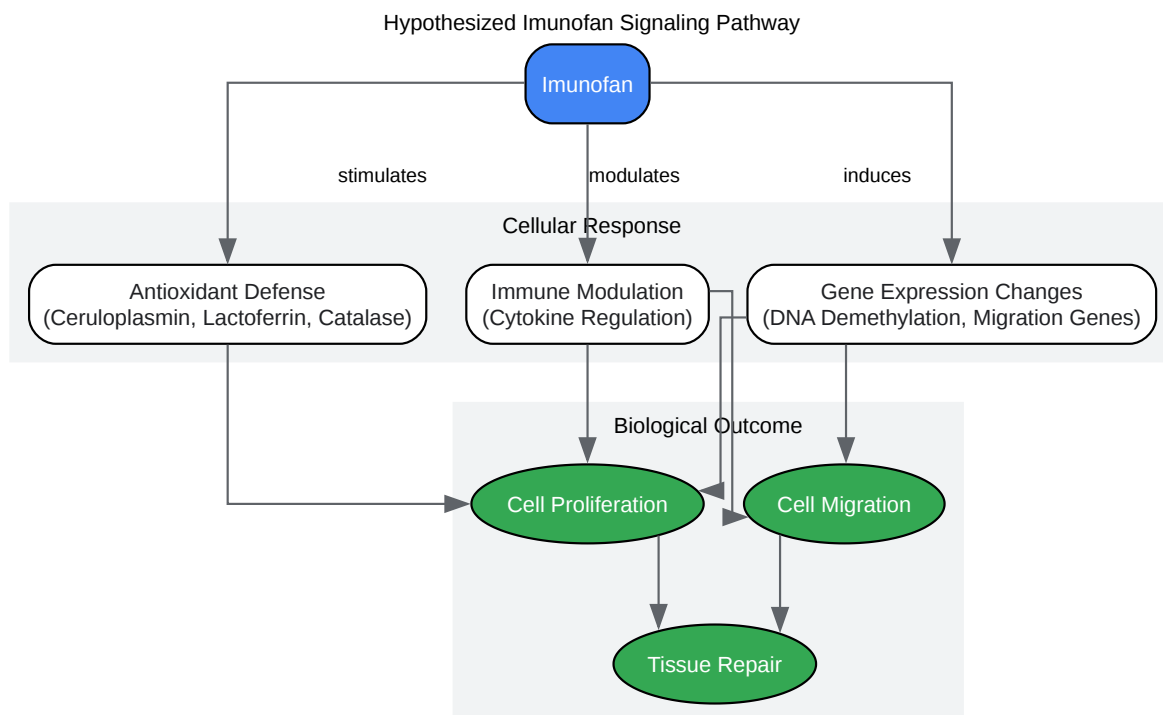 Hypothesized Imunofan Signaling Pathway
Imunofan
stimulates
modulates
induces
Cellular Response
Antioxidant Defense
(Ceruloplasmin, Lactoferrin, Catalase)
Immune Modulation
(Cytokine Regulation)
Gene Expression Changes
(DNA Demethylation, Migration Genes)
Biological Outcome
Cell Proliferation
Cell Migration
Tissue Repair